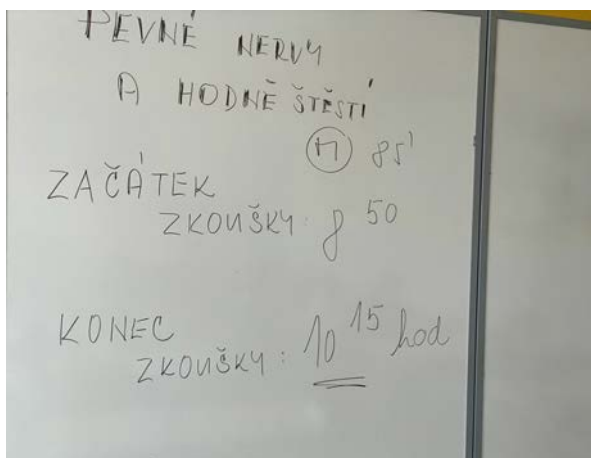 PEVNÉ NERVY
A HODNĚ ŠTĚSTÍ
M 85'
ZAČÁTEK
ZKOUŠKY: 8 50
KONEC
ZKOUŠKY: 10 15 hod